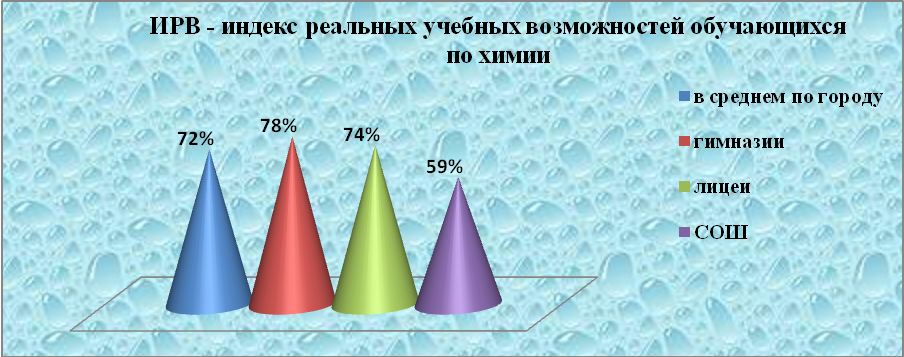 ИРВ - индекс реальных учебных возможностей обучающихся
по химии
72%
78%
74%
59%
в среднем по городу
гимназии
лицеи
СОШ